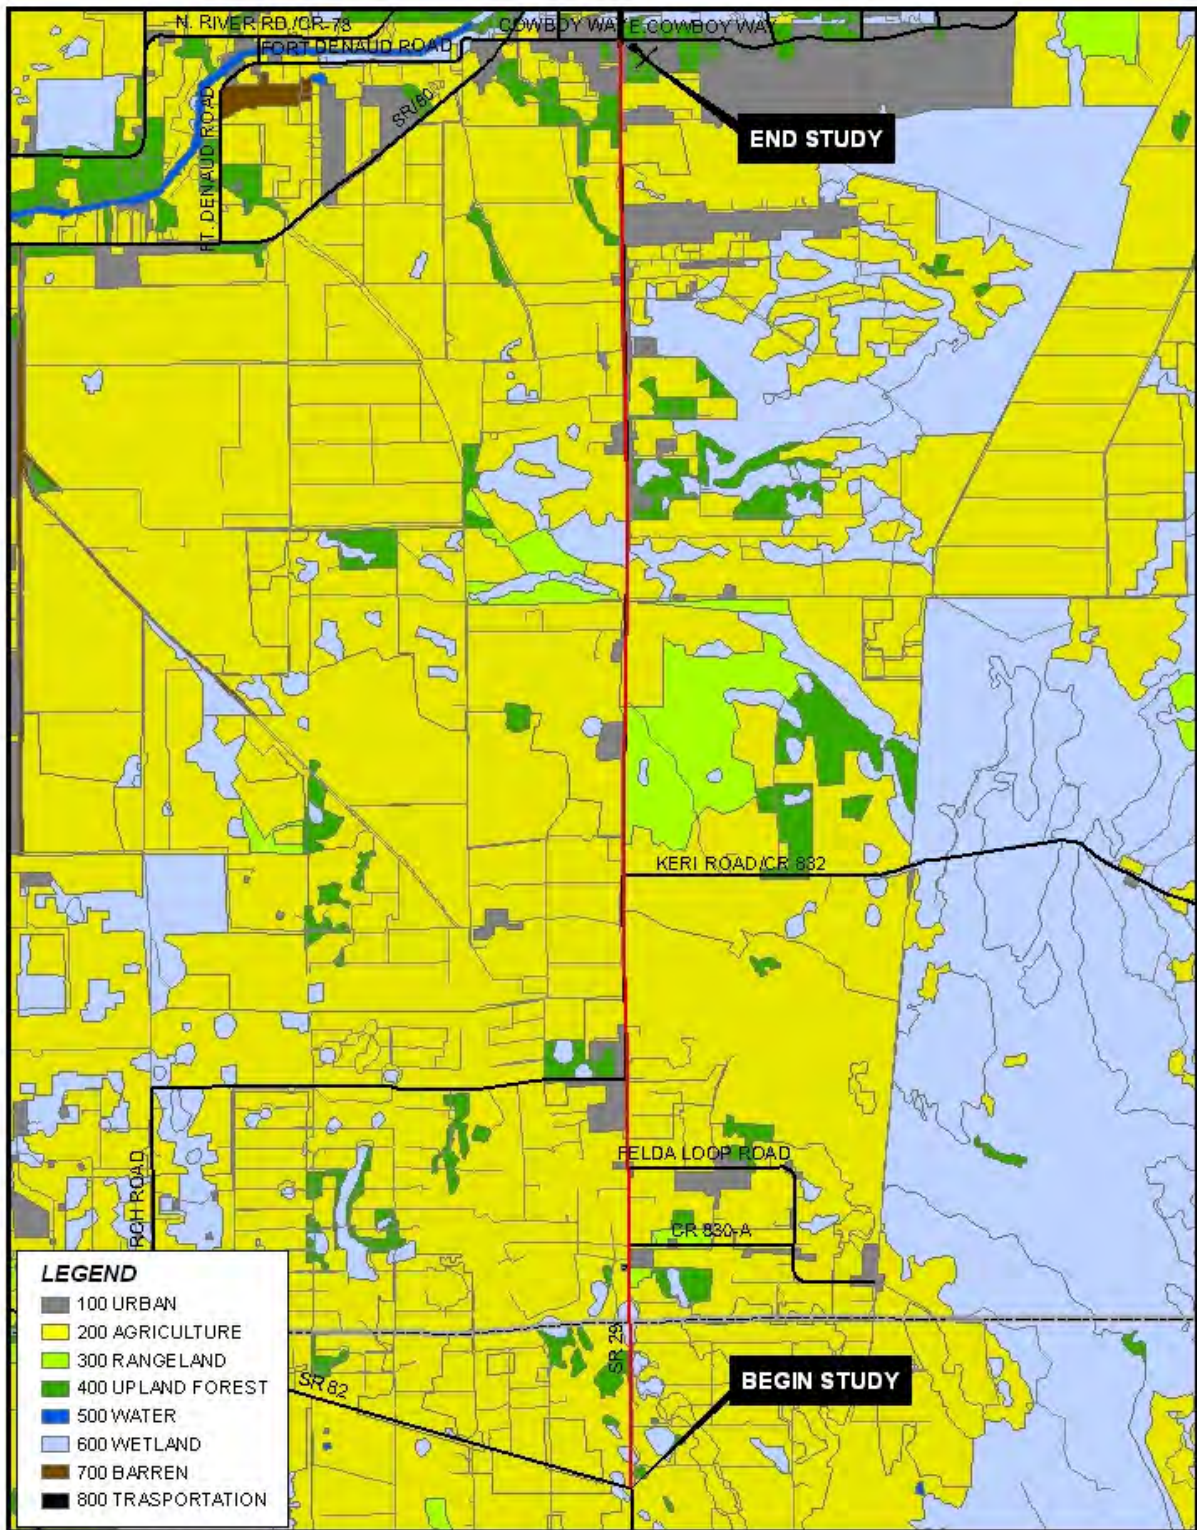 N. RIVER RD./CR-78
COWBOY WAY
E.COWBOY WAY
FORT DENAUD ROAD
SR/80
FT. DENAUD ROAD
END STUDY
KERI ROAD/CR 832
FELDA LOOP ROAD
RCH ROAD
CR 830-A
SR 29
BEGIN STUDY
SR 82
LEGEND
100 URBAN
200 AGRICULTURE
300 RANGELAND
400 UPLAND FOREST
500 WATER
600 WETLAND
700 BARREN
800 TRASPORTATION